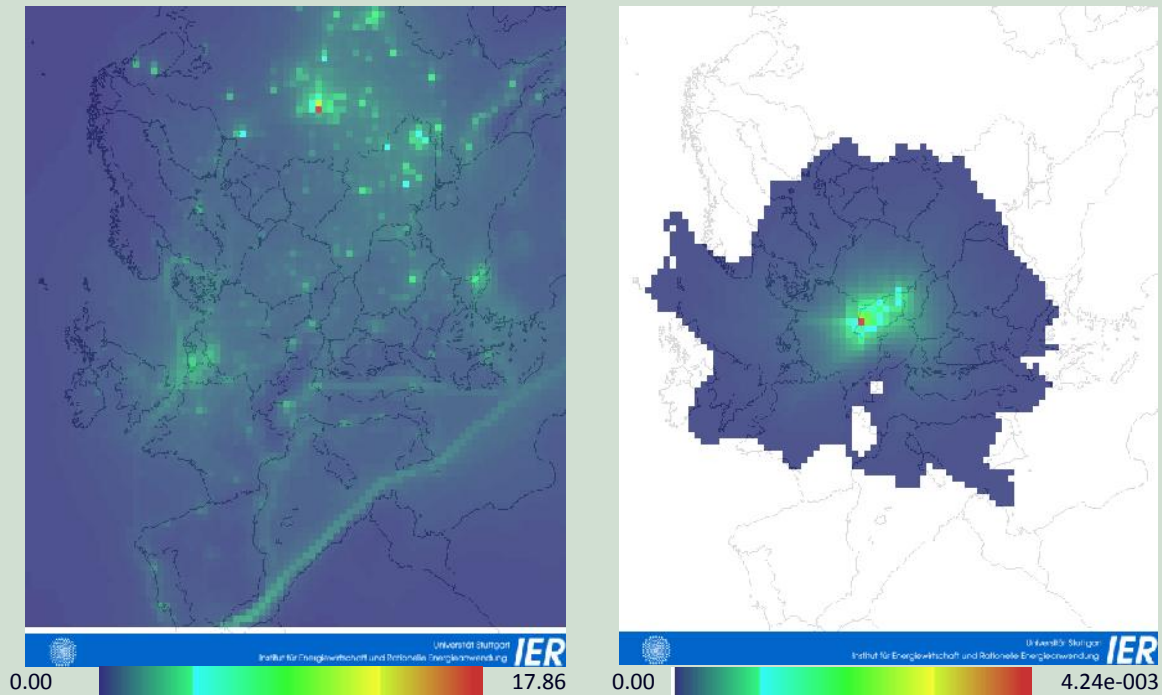 Universität Stuttgart
Institut für Energiewirtschaft und Rationelle Energieanwendung
IER
0.00
17.86
Universität Stuttgart
Institut für Energiewirtschaft und Rationelle Energieanwendung
IER
0.00
4.24e-003